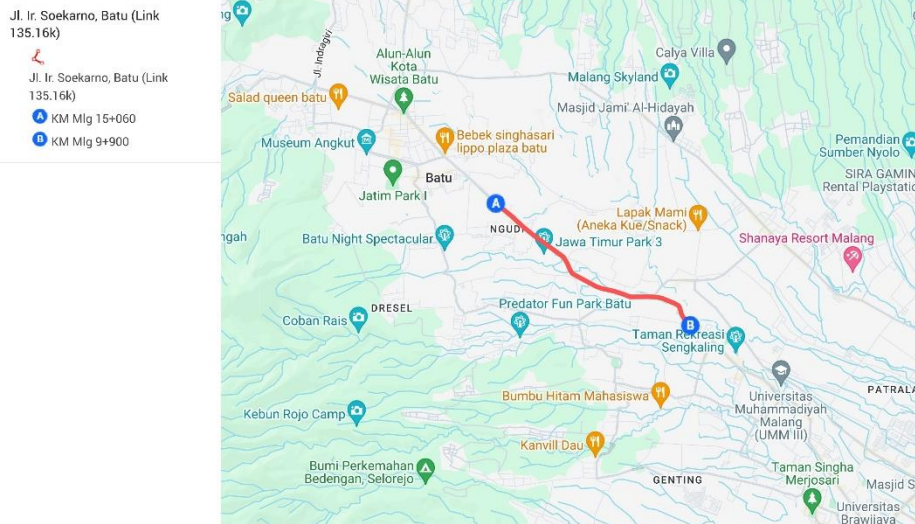 Jl. Ir. Soekarno, Batu (Link
135.16k)
Jl. Ir. Soekarno, Batu (Link
135.16k)
A KM Mlg 15+060
B KM Mlg 9+900
Jl. Indragiri
Alun-Alun
Kota
Wisata Batu
Calya Villa
Malang Skyland
Salad queen batu
Masjid Jami' Al-Hidayah
Museum Angkut
Bebek singhasari
lippo plaza batu
Pemandian
Sumber Nyolo
SIRA GAMIN
Rental Playstatic
Batu
Jatim Park I
A
Lapak Mami
(Aneka Kue/Snack)
NGUDI
Batu Night Spectacular
Jawa Timur Park 3
Shanaya Resort Malang
ngah
DRESEL
Predator Fun Park Batu
Coban Rais
B
Taman Rekreasi
Sengkaling
Bumbu Hitam Mahasiswa
Universitas
Muhammadiyah
Malang
(UMM III)
PATRALA
Kebun Rojo Camp
Kanvill Dau
Bumi Perkemahan
Bedengan, Selorejo
GENTING
Taman Singha
Merjosari
Masjid S
Universitas
Brawijaya